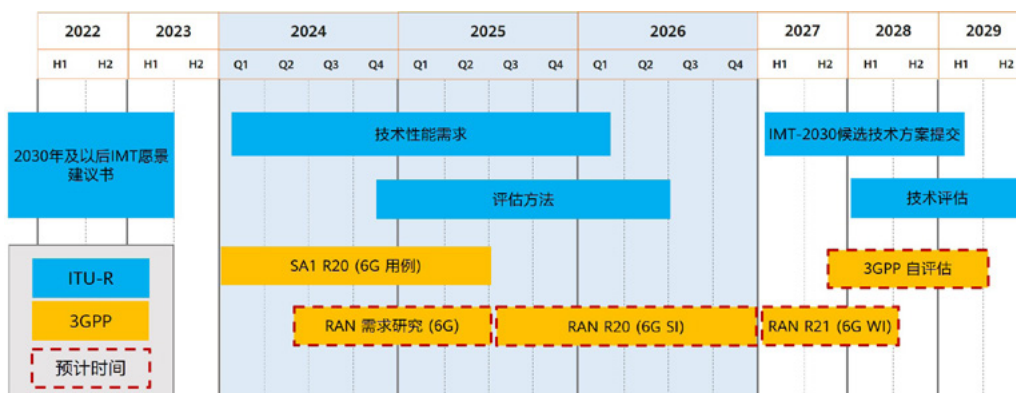 2022 2023 2024 2025 2026 2027 2028 2029
H1 H2 H1 H2 Q1 Q2 Q3 Q4 Q1 Q2 Q3 Q4 Q1 Q2 Q3 Q4 H1 H2 H1 H2 H1 H2
2030年及以后IMT愿景
建议书
技术性能需求
IMT-2030候选技术方案提交
评估方法
技术评估
SA1 R20 (6G 用例)
3GPP 自评估
RAN 需求研究 (6G)
RAN R20 (6G SI)
RAN R21 (6G WI)
ITU-R
3GPP
预计时间